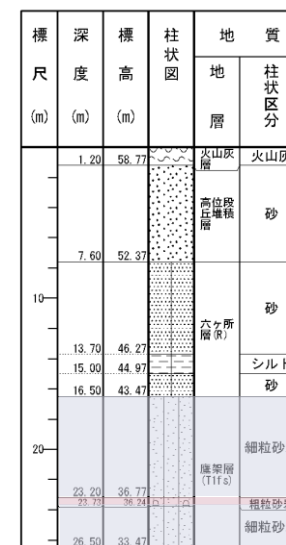 標尺 (m)
深度 (m)
標高 (m)
柱状図
地質
地層
柱状区分
火山灰層
火山灰
1.20 58.77
高位段丘堆積層
砂
7.60 52.37
10
六ヶ所層(R)
砂
13.70 46.27
シルト
15.00 44.97
砂
16.50 43.47
20
鷹架層(T1fs)
細粒砂
23.20 36.77
23.73 36.24
粗粒砂
細粒砂
26.50 33.47